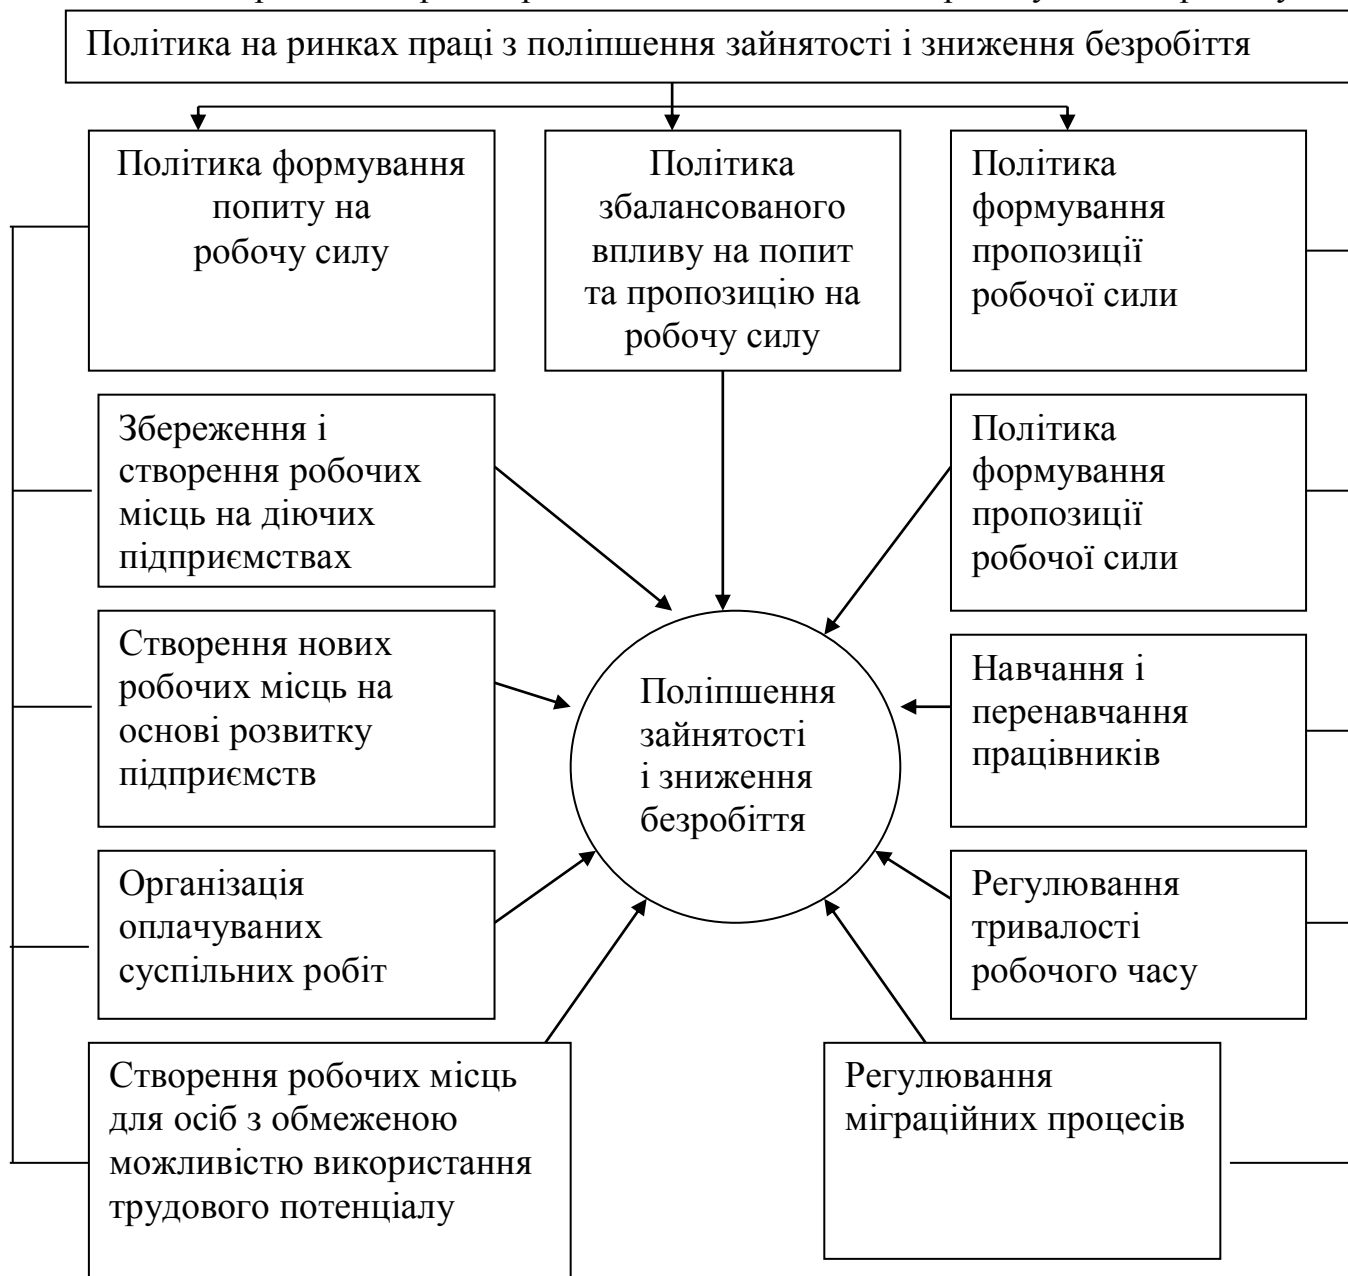 Політика на ринках праці з поліпшення зайнятості і зниження безробіття
Політика формування
попиту на
робочу силу
Політика
збалансованого
впливу на попит
та пропозицію на
робочу силу
Політика
формування
пропозиції
робочої сили
Збереження і
створення робочих
місць на діючих
підприємствах
Політика
формування
пропозиції
робочої сили
Створення нових
робочих місць на
основі розвитку
підприємств
Поліпшення
зайнятості
і зниження
безробіття
Навчання і
перенавчання
працівників
Організація
оплачуваних
суспільних робіт
Регулювання
тривалості
робочого часу
Створення робочих місць
для осіб з обмеженою
можливістю використання
трудового потенціалу
Регулювання
міграційних процесів